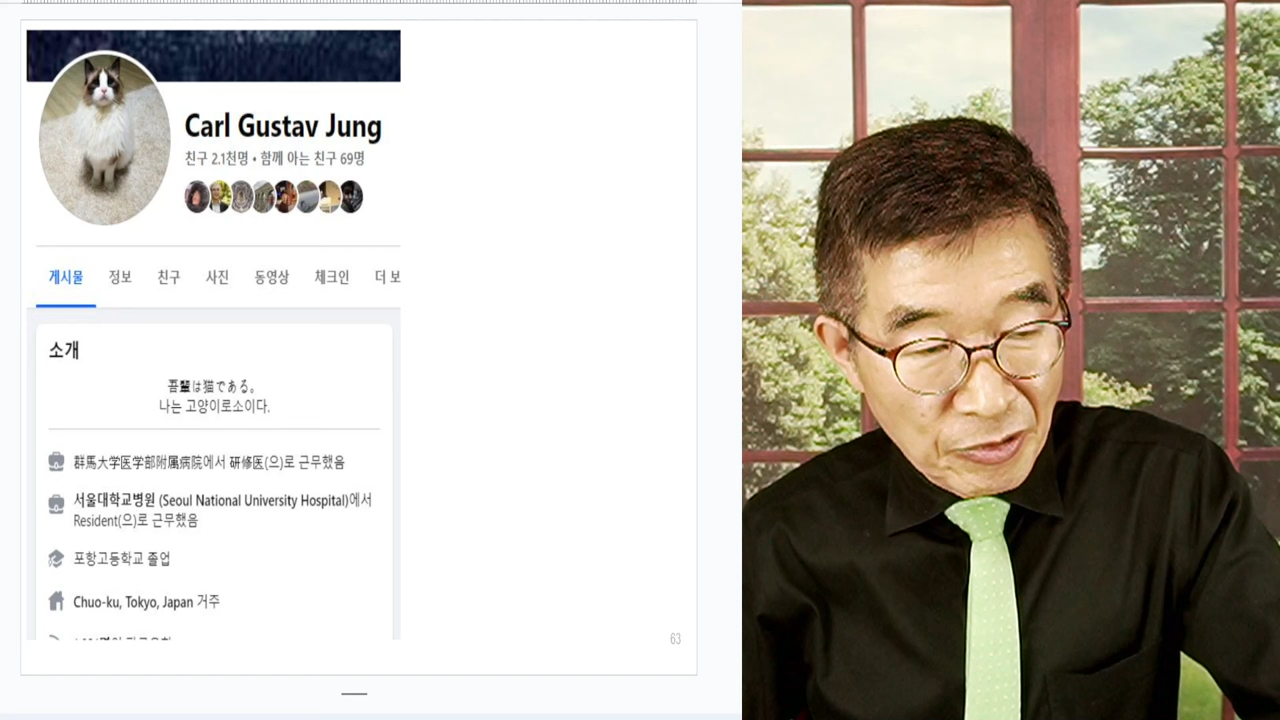 Carl Gustav Jung
친구 2.1천명 • 함께 아는 친구 69명
게시물 정보 친구 사진 동영상 체크인 더 보
소개
吾輩は猫である。
나는 고양이로소이다.
群馬大学医学部附属病院에서 研修医(으)로 근무했음
서울대학교병원 (Seoul National University Hospital)에서
Resident(으)로 근무했음
포항고등학교 졸업
Chuo-ku, Tokyo, Japan 거주
63